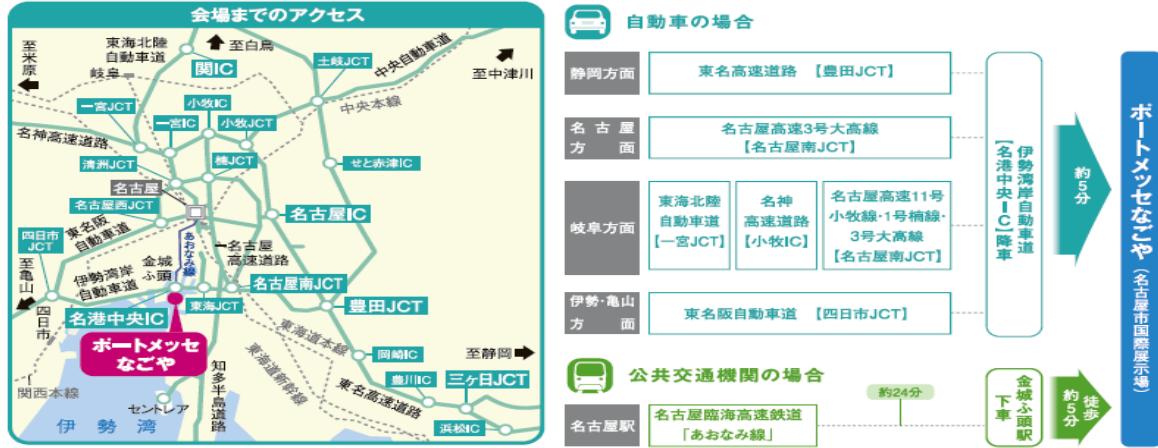 会場までのアクセス
至米原
東海北陸
自動車道
至白鳥
関IC
岐阜
土岐JCT
中央自動車道
至中津川
中央本線
一宮JCT
小牧IC
一宮IC
小牧JCT
名神高速道路
清洲JCT
楠JCT
せと赤津IC
名古屋
名古屋西JCT
名古屋IC
東名阪
自動車道
四日市
JCT
あおなみ線
名古屋
高速道路
至亀山
伊勢湾岸
自動車道
金城
ふ頭
名古屋南JCT
四日市
名港中央IC
東海JCT
豊田JCT
ポートメッセ
なごや
東海道本線
岡崎IC
至静岡
東海道新幹線
豊川IC
三ヶ日JCT
関西本線
知多半島道路
東名高速道路
セントレア
伊勢湾
浜松IC
自動車の場合
静岡方面
東名高速道路 【豊田JCT】
名古屋
方面
名古屋高速3号大高線
【名古屋南JCT】
岐阜方面
東海北陸
自動車道
【一宮JCT】
名神
高速道路
【小牧IC】
名古屋高速11号
小牧線・1号楠線・
3号大高線
【名古屋南JCT】
伊勢・亀山
方面
東名阪自動車道 【四日市JCT】
伊勢湾岸自動車道
【名港中央IC】降車
約5分
ポートメッセなごや(名古屋市国際展示場)
公共交通機関の場合
名古屋駅
名古屋臨海高速鉄道
「あおなみ線」
約24分
金城ふ頭駅
下車
徒歩
約5分